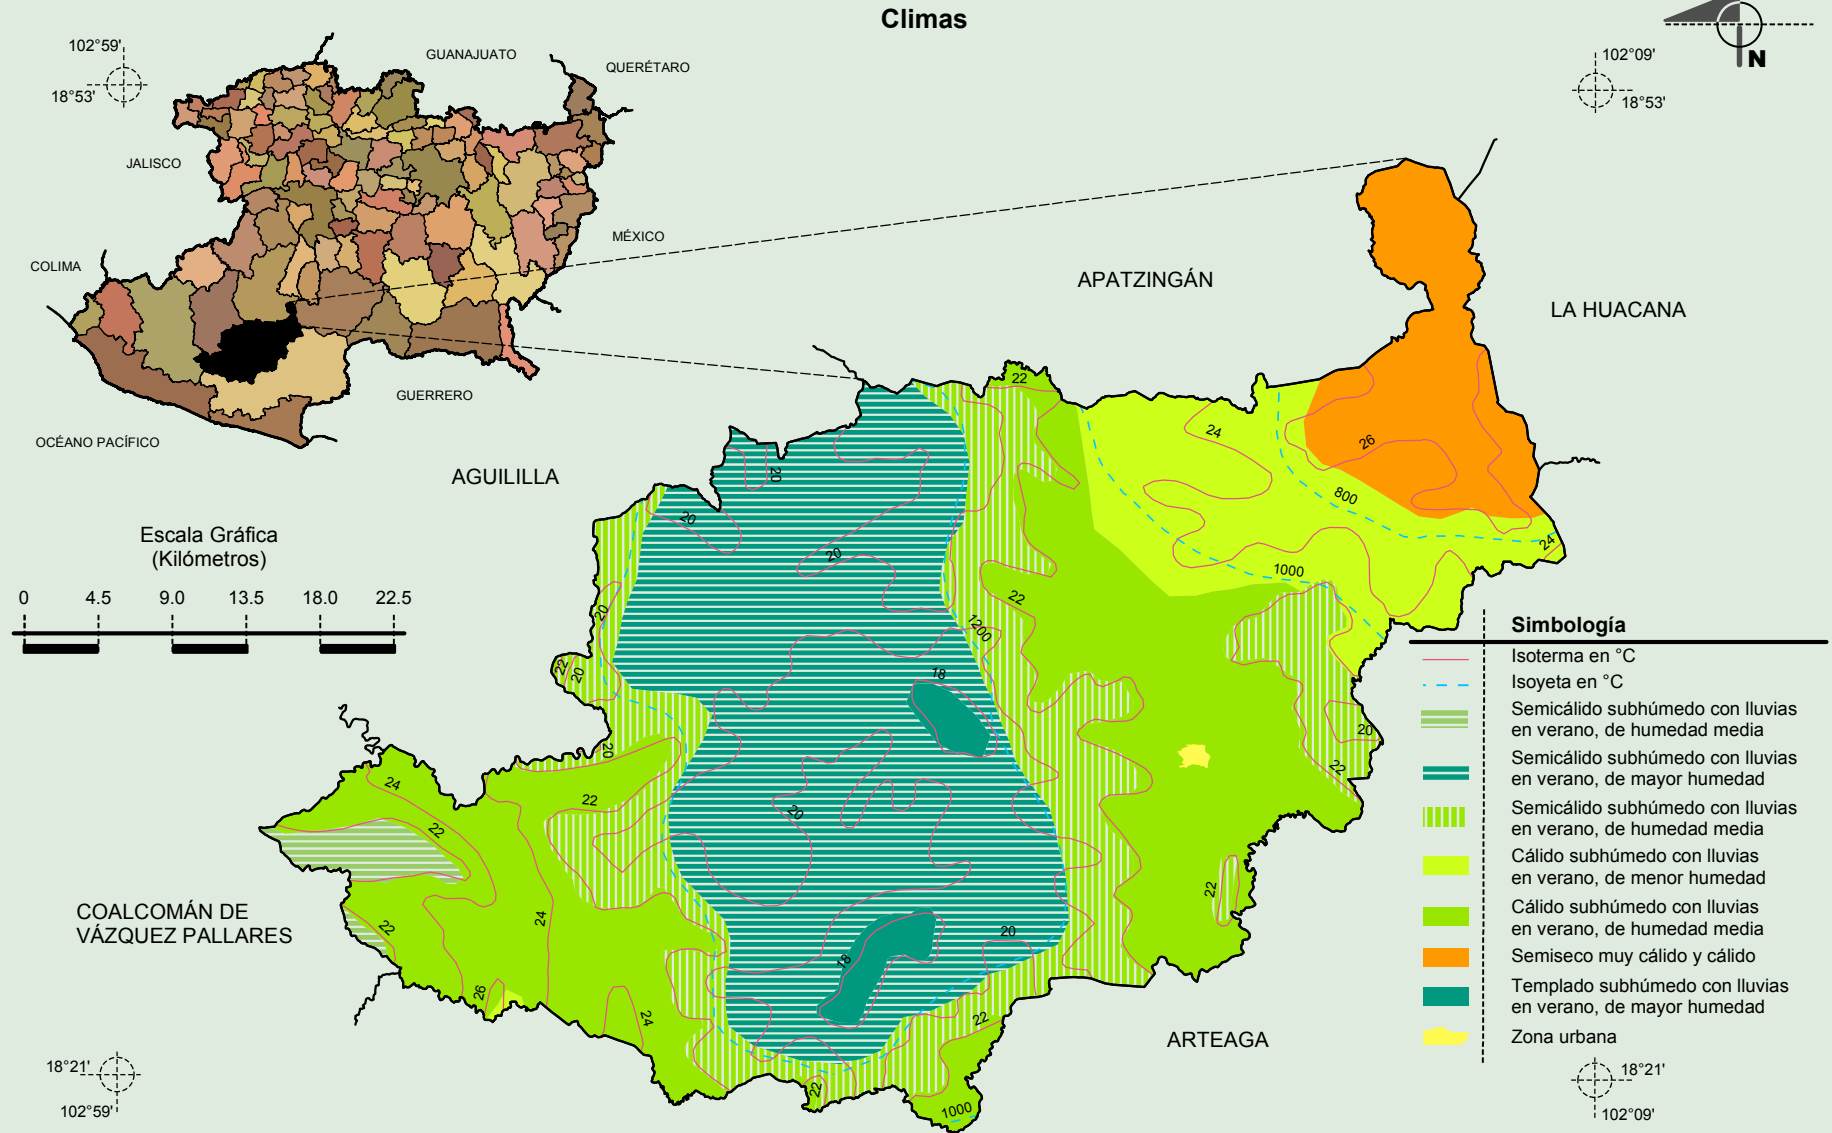 Climas
N
102°59'
18°53'
102°09'
18°53'
GUANAJUATO
QUERÉTARO
JALISCO
MÉXICO
COLIMA
GUERRERO
OCÉANO PACÍFICO
APATZINGÁN
LA HUACANA
AGUILILLA
COALCOMÁN DE
VÁZQUEZ PALLARES
ARTEAGA
Escala Gráfica
(Kilómetros)
0 4.5 9.0 13.5 18.0 22.5
22
24
26
800
20
20
20
1000
24
22
20
1200
22
20
18
20
20
22
24
22
22
20
22
24
22
20
18
26
24
22
22
1000
Simbología
Isoterma en °C
Isoyeta en °C
Semicálido subhúmedo con lluvias
en verano, de humedad media
Semicálido subhúmedo con lluvias
en verano, de mayor humedad
Semicálido subhúmedo con lluvias
en verano, de humedad media
Cálido subhúmedo con lluvias
en verano, de menor humedad
Cálido subhúmedo con lluvias
en verano, de humedad media
Semiseco muy cálido y cálido
Templado subhúmedo con lluvias
en verano, de mayor humedad
Zona urbana
18°21'
102°59'
18°21'
102°09'